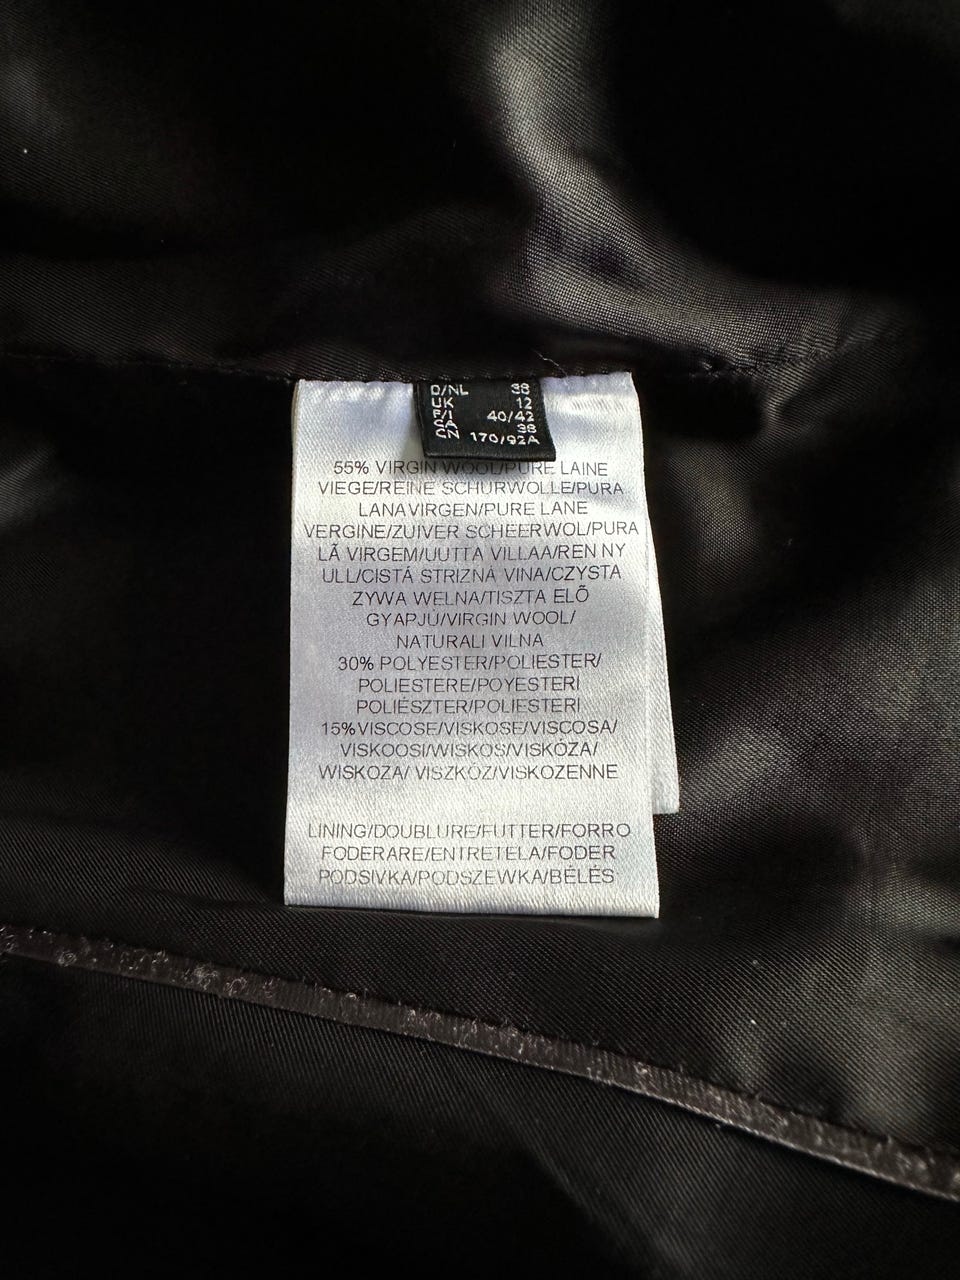 D/NL 38
UK 12
F/I 40/42
CA 38
CN 170/92A
55% VIRGIN WOOL/PURE LAINE
VIEGE/REINE SCHURWOLLE/PURA
LANAVIRGEN/PURE LANE
VERGINE/ZUIVER SCHEERWOL/PURA
LÃ VIRGEM/UUTTA VILLAA/REN NY
ULL/CISTÁ STRIZNÁ VINA/CZYSTA
ZYWA WELNA/TISZTA ELŐ
GYAPJÚ/VIRGIN WOOL/
NATURALI VILNA
30% POLYESTER/POLIESTER/
POLIESTERE/POYESTERI
POLIÉSZTER/POLIESTERI
15%VISCOSE/VISKOSE/VISCOSA/
VISKOOSI/WISKOS/VISKÓZA/
WISKOZA/ VISZKÓZ/VISKOZENNE
LINING/DOUBLURE/FUTTER/FORRO
FODERARE/ENTRETELA/FODER
PODSIVKA/PODSZEWKA/BÉLÉS